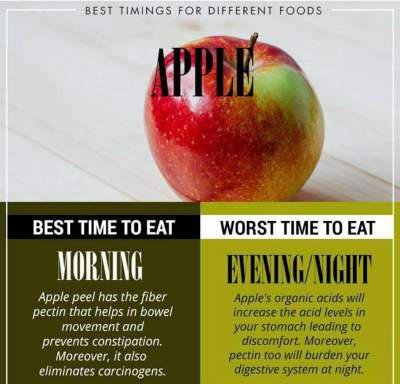 BEST TIMINGS FOR DIFFERENT FOODS
APPLE
BEST TIME TO EAT
MORNING
Apple peel has the fiber
pectin that helps in bowel
movement and
prevents constipation.
Moreover, it also
eliminates carcinogens.
WORST TIME TO EAT
EVENING/NIGHT
Apple's organic acids will
increase the acid levels in
your stomach leading to
discomfort. Moreover,
pectin too will burden your
digestive system at night.